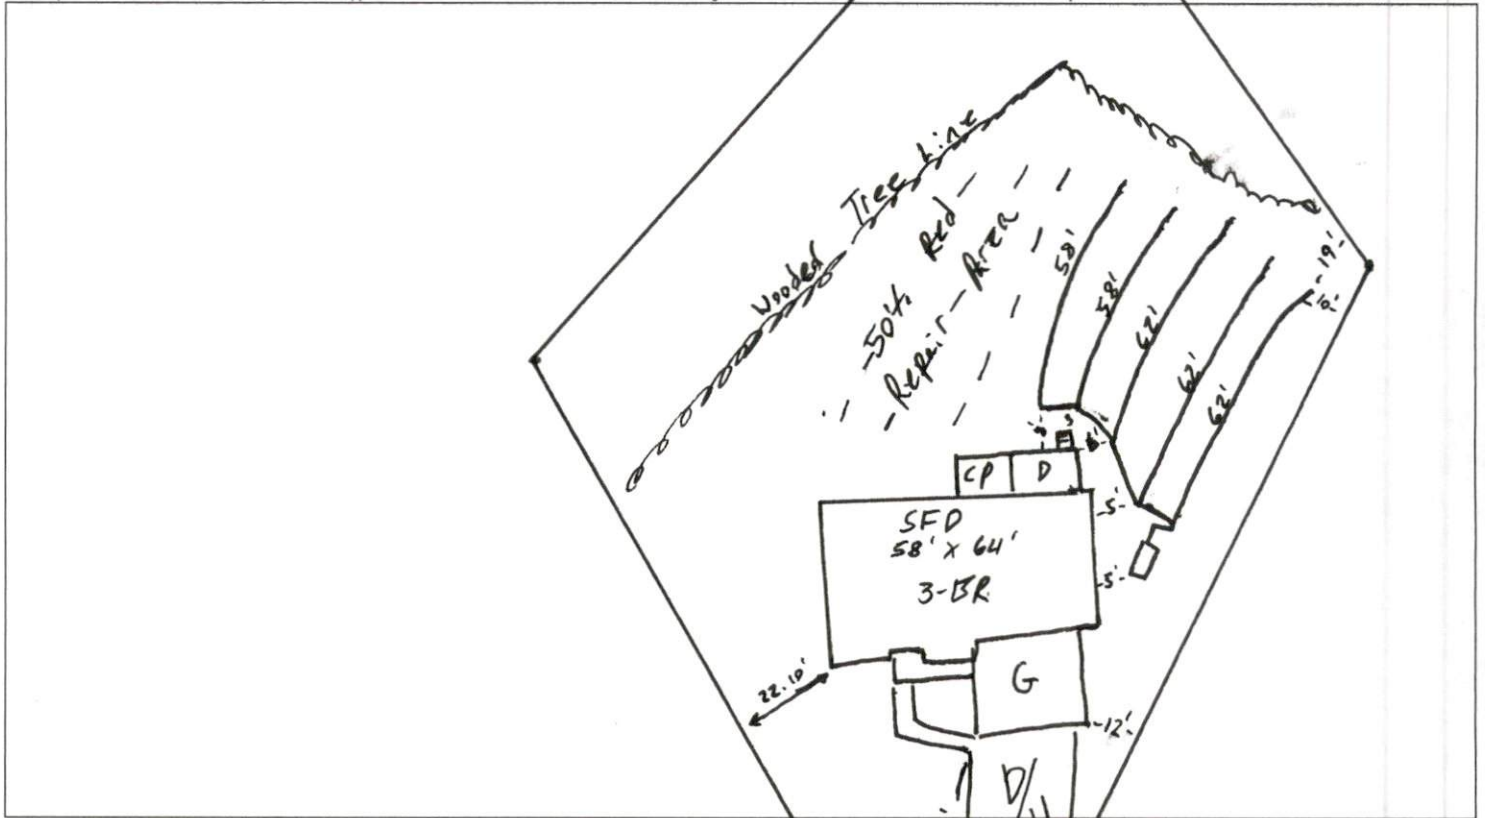 Wooded Tree Line
-50% Red
Repair - Area
58'
58'
62'
62'
62'
-19'-
-10'-
CP
D
-5'-
SFD
58' X 64'
3-BR
-5'-
22.10'
G
-12'-
D/